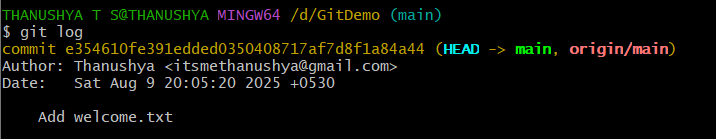 THANUSHYA T S@THANUSHYA MINGW64 /d/GitDemo (main)
$ git log
commit e354610fe391edded0350408717af7d8f1a84a44 (HEAD -> main, origin/main)
Author: Thanushya <itsmethanushya@gmail.com>
Date:   Sat Aug 9 20:05:20 2025 +0530
    Add welcome.txt